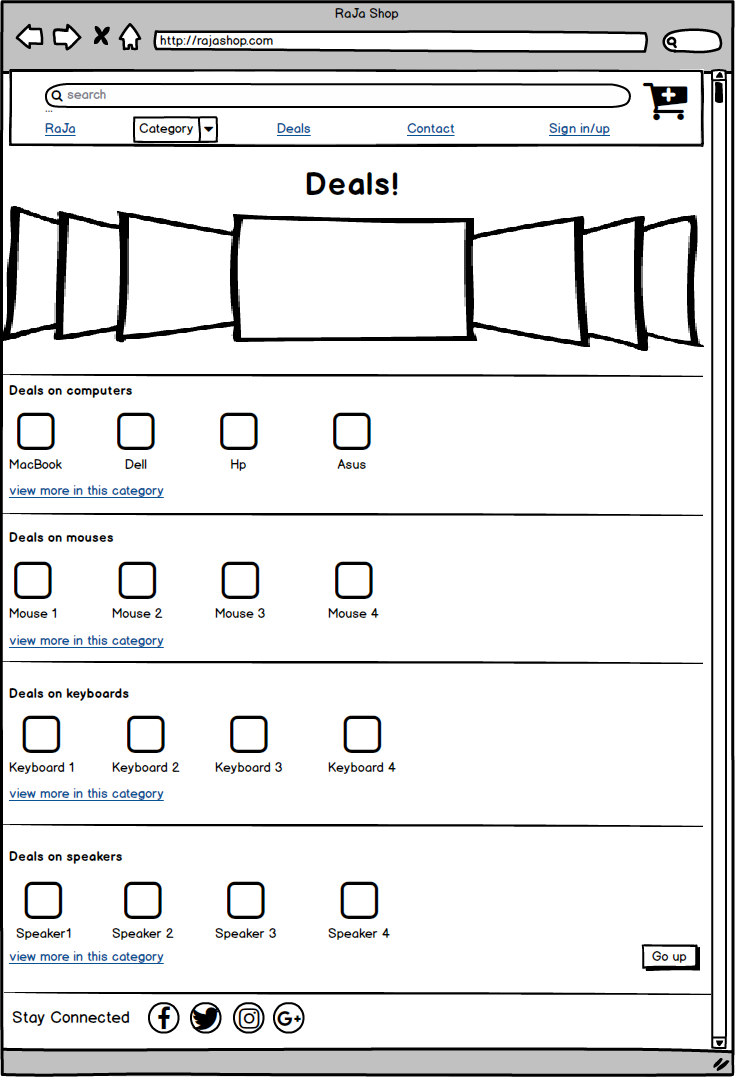 RaJa Shop
http://rajashop.com
search
RaJa Category Deals Contact Sign in/up
Deals!
Deals on computers
MacBook Dell Hp Asus
view more in this category
Deals on mouses
Mouse 1 Mouse 2 Mouse 3 Mouse 4
view more in this category
Deals on keyboards
Keyboard 1 Keyboard 2 Keyboard 3 Keyboard 4
view more in this category
Deals on speakers
Speaker1 Speaker 2 Speaker 3 Speaker 4
view more in this category
Go up
Stay Connected f G+